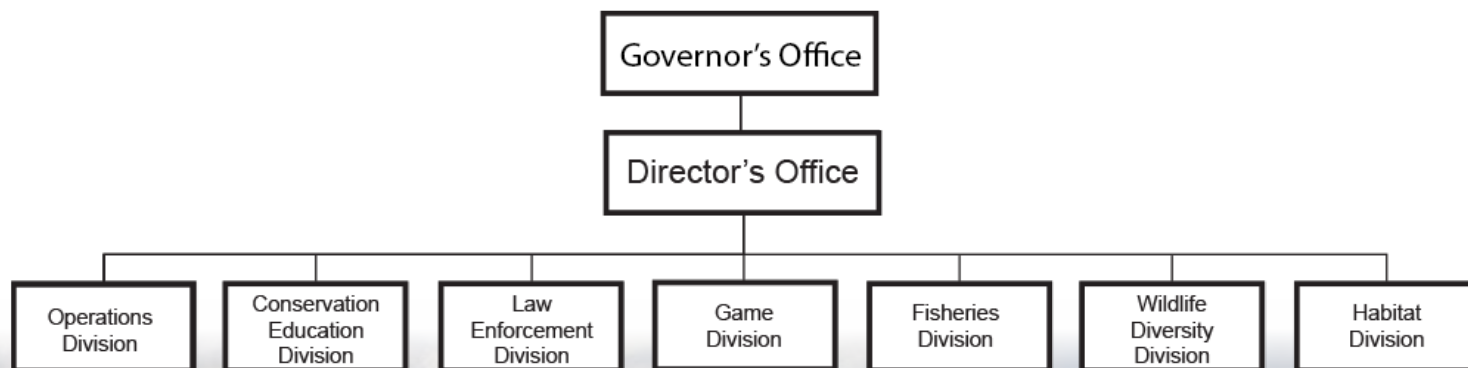 Governor's Office
Director's Office
Operations
Division
Conservation
Education
Division
Law
Enforcement
Division
Game
Division
Fisheries
Division
Wildlife
Diversity
Division
Habitat
Division